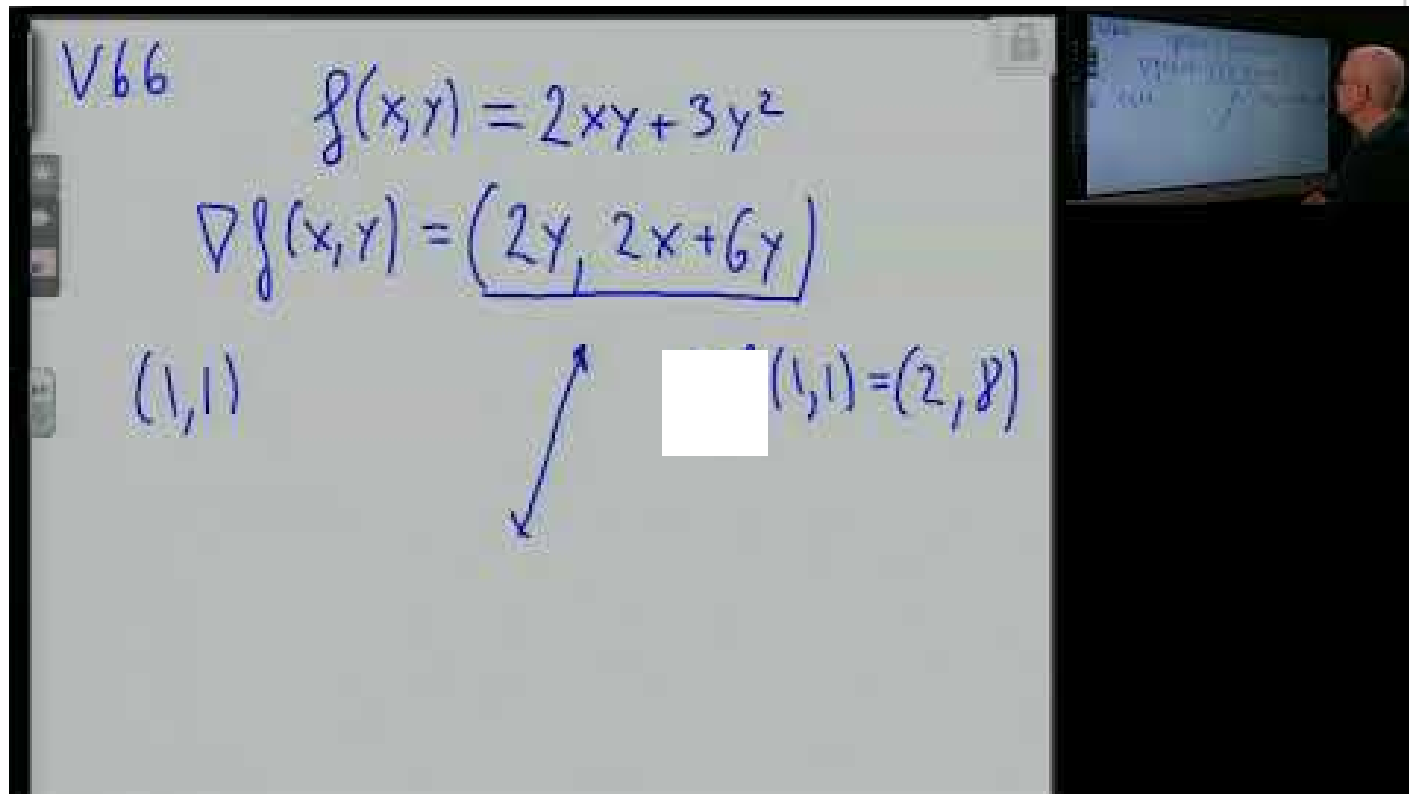 V66
f(x,y) = 2xy + 3y²
∇f(x,y) = (2y, 2x+6y)
(1,1) (1,1) = (2,8)